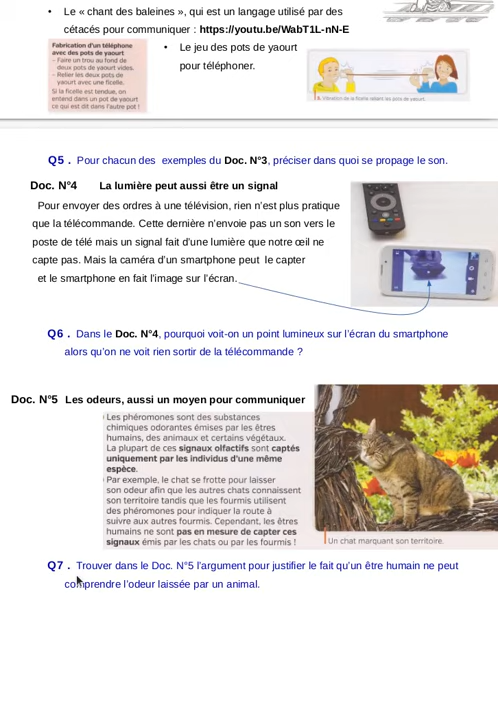 • Le « chant des baleines », qui est un langage utilisé par des
cétacés pour communiquer : https://youtu.be/WabT1L-nN-E
Fabrication d'un téléphone
avec des pots de yaourt
- Faire un trou au fond de
deux pots de yaourt vides.
- Relier les deux pots de
yaourt avec une ficelle.
Si la ficelle est tendue, on
entend dans un pot de yaourt
ce qui est dit dans l'autre pot !
• Le jeu des pots de yaourt
pour téléphoner.
3. Vibration de la ficelle reliant les pots de yaourt.
Q5 . Pour chacun des exemples du Doc. N°3, préciser dans quoi se propage le son.
Doc. N°4 La lumière peut aussi être un signal
Pour envoyer des ordres à une télévision, rien n'est plus pratique
que la télécommande. Cette dernière n'envoie pas un son vers le
poste de télé mais un signal fait d'une lumière que notre œil ne
capte pas. Mais la caméra d'un smartphone peut le capter
et le smartphone en fait l'image sur l'écran.
Q6 . Dans le Doc. N°4, pourquoi voit-on un point lumineux sur l'écran du smartphone
alors qu'on ne voit rien sortir de la télécommande ?
Doc. N°5 Les odeurs, aussi un moyen pour communiquer
Les phéromones sont des substances
chimiques odorantes émises par les êtres
humains, des animaux et certains végétaux.
La plupart de ces signaux olfactifs sont captés
uniquement par les individus d'une même
espèce.
Par exemple, le chat se frotte pour laisser
son odeur afin que les autres chats connaissent
son territoire tandis que les fourmis utilisent
des phéromones pour indiquer la route à
suivre aux autres fourmis. Cependant, les êtres
humains ne sont pas en mesure de capter ces
signaux émis par les chats ou par les fourmis !
Un chat marquant son territoire.
Q7 . Trouver dans le Doc. N°5 l'argument pour justifier le fait qu'un être humain ne peut
comprendre l'odeur laissée par un animal.